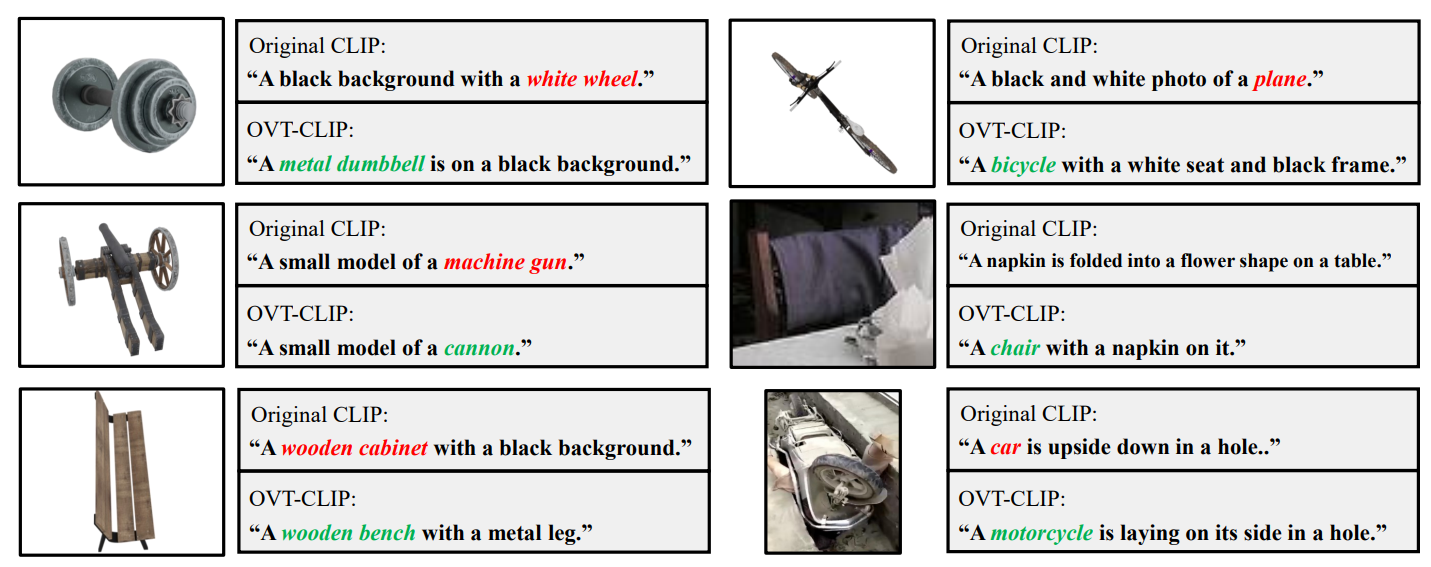 Original CLIP:
“A black background with a white wheel.”
OVT-CLIP:
“A metal dumbbell is on a black background.”
Original CLIP:
“A black and white photo of a plane.”
OVT-CLIP:
“A bicycle with a white seat and black frame.”
Original CLIP:
“A small model of a machine gun.”
OVT-CLIP:
“A small model of a cannon.”
Original CLIP:
“A napkin is folded into a flower shape on a table.”
OVT-CLIP:
“A chair with a napkin on it.”
Original CLIP:
“A wooden cabinet with a black background.”
OVT-CLIP:
“A wooden bench with a metal leg.”
Original CLIP:
“A car is upside down in a hole..”
OVT-CLIP:
“A motorcycle is laying on its side in a hole.”